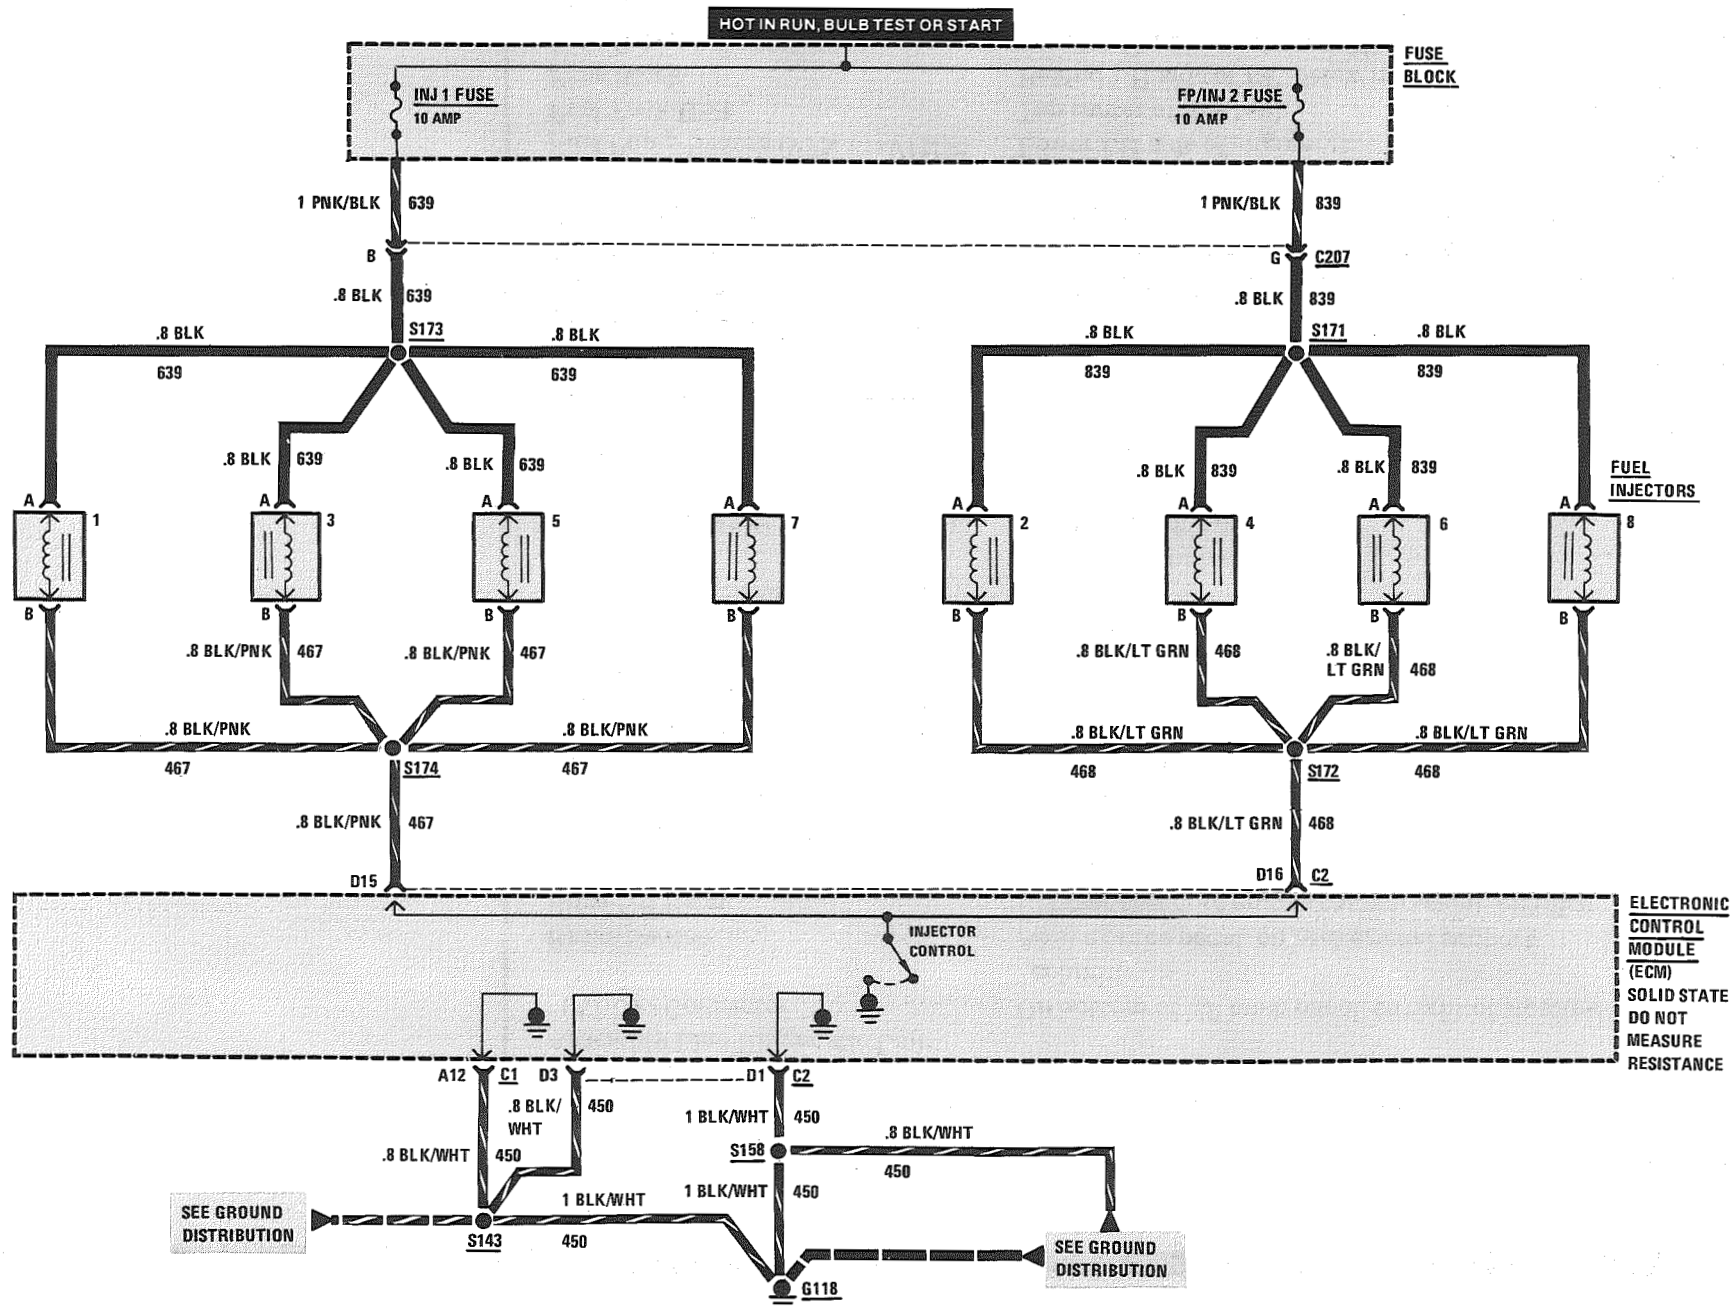 HOT IN RUN, BULB TEST OR START
FUSE
BLOCK
INJ 1 FUSE
10 AMP
FP/INJ 2 FUSE
10 AMP
1 PNK/BLK 639
1 PNK/BLK 839
B
G C207
.8 BLK 639
.8 BLK 839
S173
S171
.8 BLK
.8 BLK
.8 BLK
.8 BLK
639
639
839
839
.8 BLK 639
.8 BLK 639
.8 BLK 839
.8 BLK 839
FUEL
INJECTORS
A
A
A
A
A
A
A
A
1
3
5
7
2
4
6
8
B
B
B
B
B
B
B
B
.8 BLK/PNK 467
.8 BLK/PNK 467
.8 BLK/LT GRN 468
.8 BLK/
LT GRN 468
.8 BLK/PNK
.8 BLK/PNK
.8 BLK/LT GRN
.8 BLK/LT GRN
467
S174
467
468
S172
468
.8 BLK/PNK 467
.8 BLK/LT GRN 468
D15
D16 C2
INJECTOR
CONTROL
ELECTRONIC
CONTROL
MODULE
(ECM)
SOLID STATE
DO NOT
MEASURE
RESISTANCE
A12 C1 D3 D1 C2
.8 BLK/
WHT
450
1 BLK/WHT 450
.8 BLK/WHT
S158
.8 BLK/WHT 450
450
1 BLK/WHT 450
1 BLK/WHT
SEE GROUND
DISTRIBUTION
S143
450
SEE GROUND
DISTRIBUTION
G118